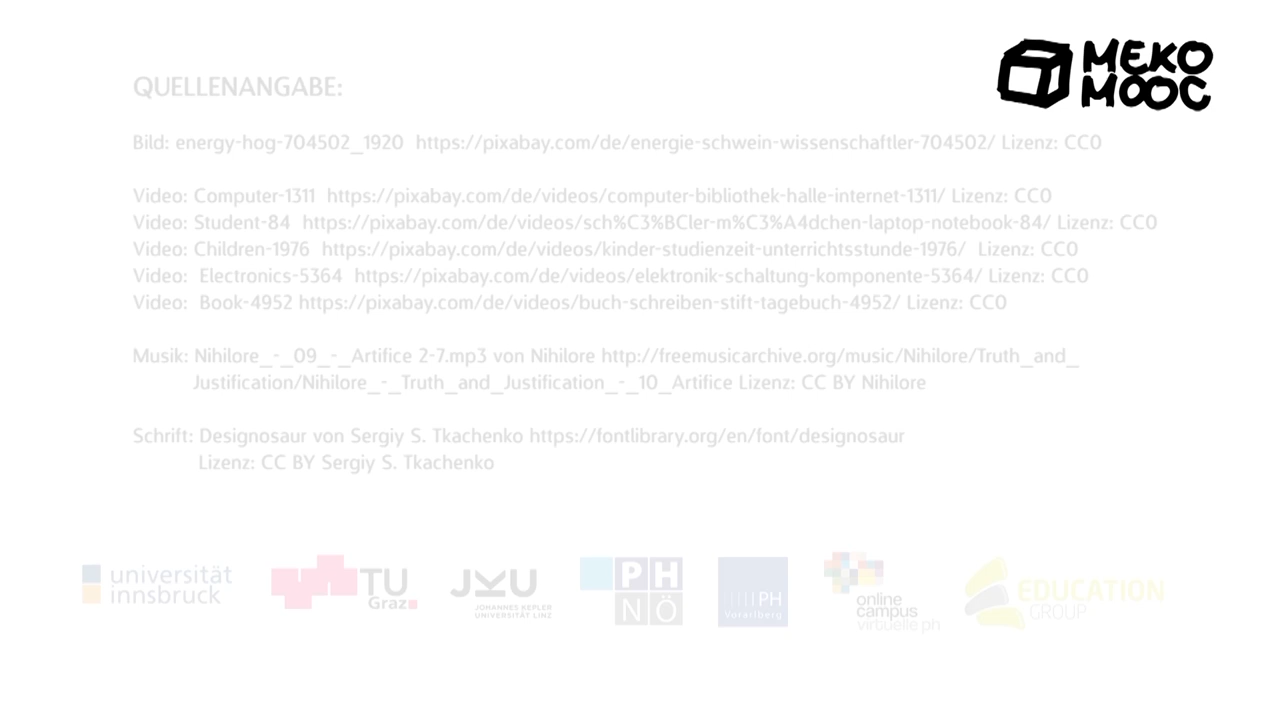 MEKO
MOOC
QUELLENANGABE:
Bild: energy-hog-704502_1920 https://pixabay.com/de/energie-schwein-wissenschaftler-704502/ Lizenz: CC0
Video: Computer-1311 https://pixabay.com/de/videos/computer-bibliothek-halle-internet-1311/ Lizenz: CC0
Video: Student-84 https://pixabay.com/de/videos/sch%C3%BCler-m%C3%A4dchen-laptop-notebook-84/ Lizenz: CC0
Video: Children-1976 https://pixabay.com/de/videos/kinder-studienzeit-unterrichtsstunde-1976/ Lizenz: CC0
Video: Electronics-5364 https://pixabay.com/de/videos/elektronik-schaltung-komponente-5364/ Lizenz: CC0
Video: Book-4952 https://pixabay.com/de/videos/buch-schreiben-stift-tagebuch-4952/ Lizenz: CC0
Musik: Nihilore_-_09_-_Artifice 2-7.mp3 von Nihilore http://freemusicarchive.org/music/Nihilore/Truth_and_
Justification/Nihilore_-_Truth_and_Justification_-_10_Artifice Lizenz: CC BY Nihilore
Schrift: Designosaur von Sergiy S. Tkachenko https://fontlibrary.org/en/font/designosaur
Lizenz: CC BY Sergiy S. Tkachenko
universität
innsbruck
TU
Graz
JKU
JOHANNES KEPLER
UNIVERSITÄT LINZ
PH
NÖ
PH
Vorarlberg
online
campus
virtuelle ph
EDUCATION
GROUP